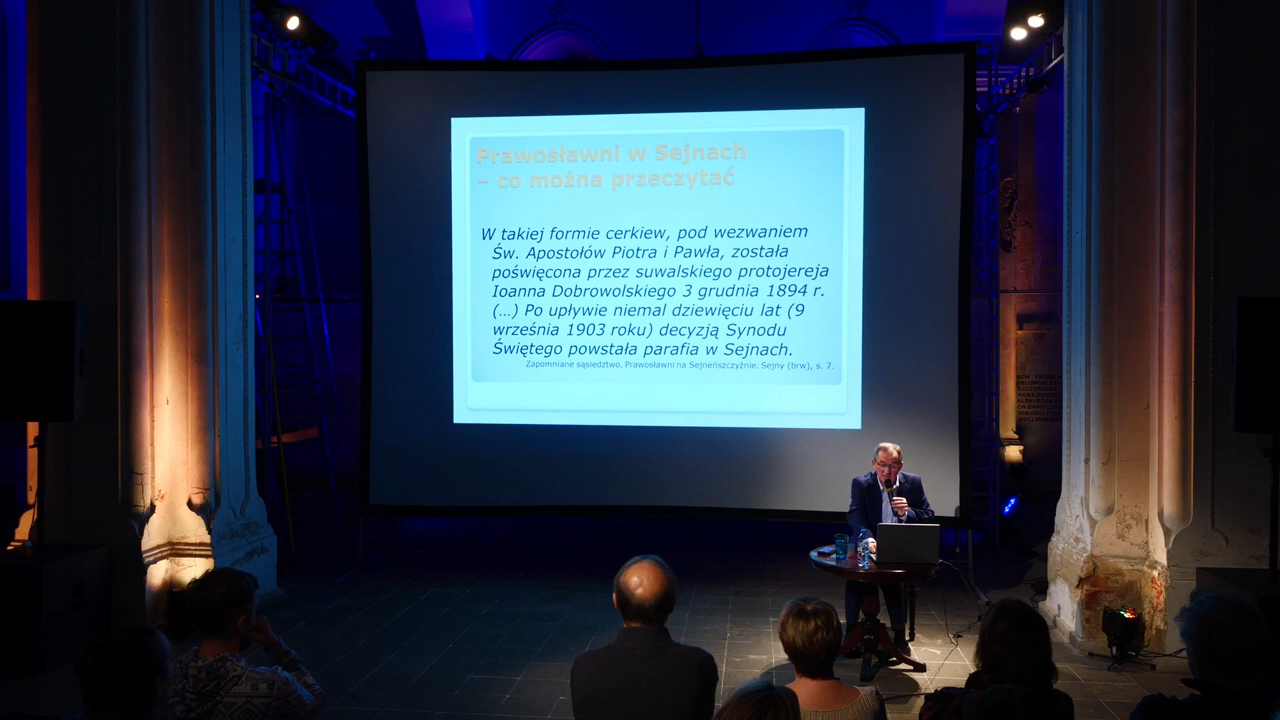 Prawosławni w Sejnach
– co można przeczytać
W takiej formie cerkiew, pod wezwaniem
Św. Apostołów Piotra i Pawła, została
poświęcona przez suwalskiego protojereja
Ioanna Dobrowolskiego 3 grudnia 1894 r.
(...) Po upływie niemal dziewięciu lat (9
września 1903 roku) decyzją Synodu
Świętego powstała parafia w Sejnach.
Zapomniane sąsiedztwo. Prawosławni na Sejneńszczyźnie. Sejny (brw), s. 7.